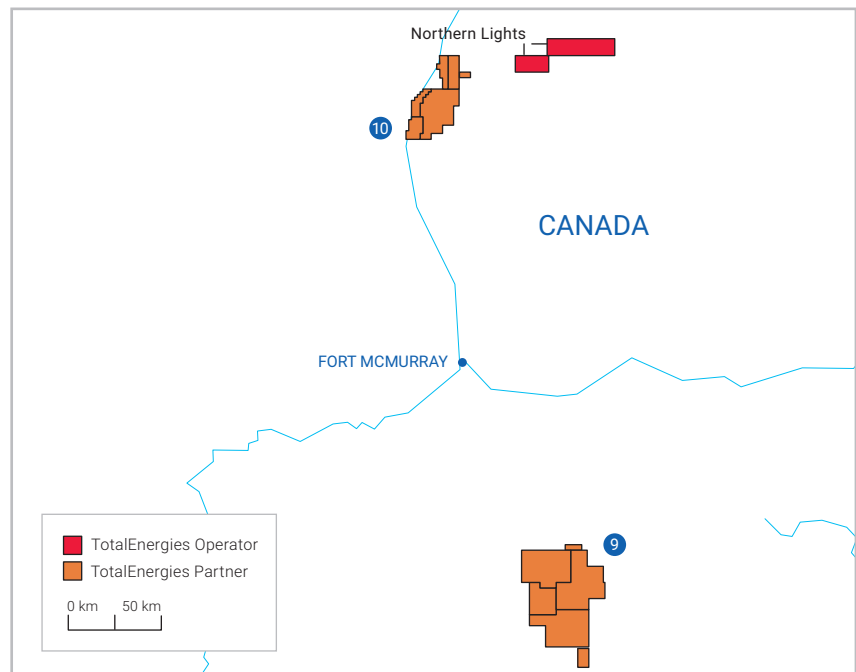 Northern Lights
10
CANADA
FORT MCMURRAY
9
TotalEnergies Operator
TotalEnergies Partner
0 km 50 km